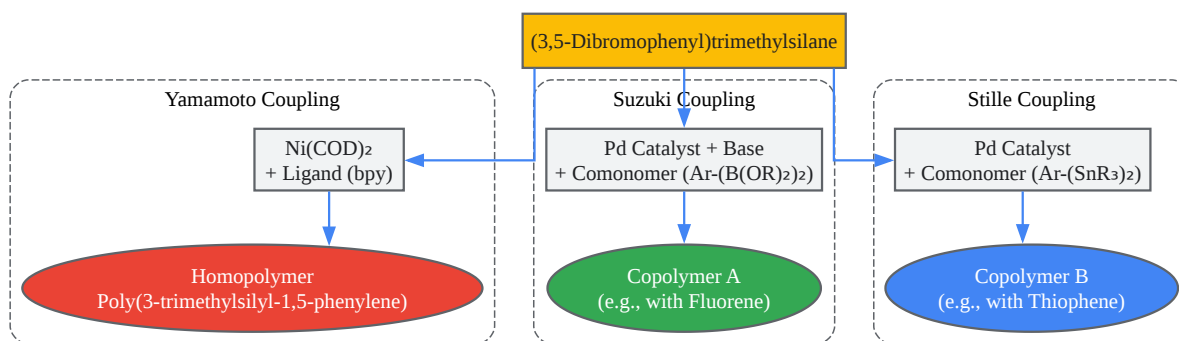 (3,5-Dibromophenyl)trimethylsilane
Yamamoto Coupling
Suzuki Coupling
Stille Coupling
Ni(COD)₂
+ Ligand (bpy)
Pd Catalyst + Base
+ Comonomer (Ar-(B(OR)₂)₂)
Pd Catalyst
+ Comonomer (Ar-(SnR₃)₂)
Homopolymer
Poly(3-trimethylsilyl-1,5-phenylene)
Copolymer A
(e.g., with Fluorene)
Copolymer B
(e.g., with Thiophene)